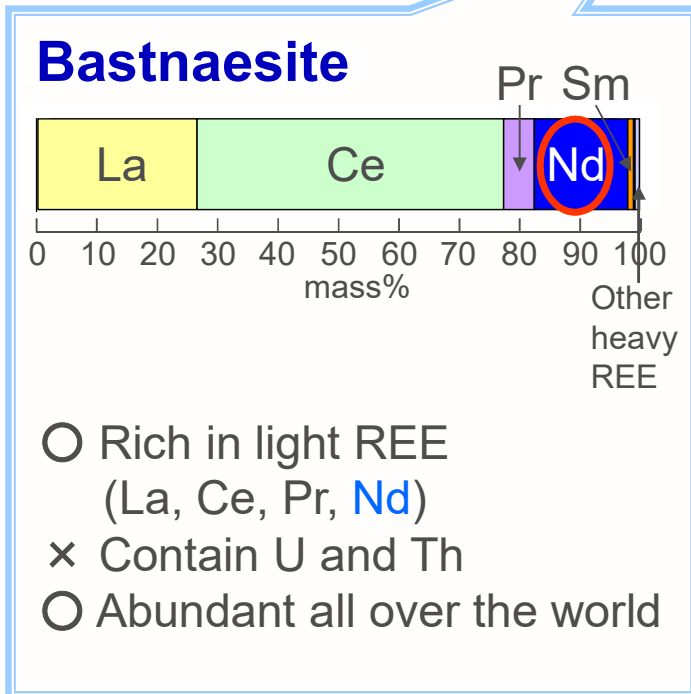 Bastnaesite
Pr Sm
La Ce Nd
0 10 20 30 40 50 60 70 80 90 100
mass%
Other
heavy
REE
○ Rich in light REE
(La, Ce, Pr, Nd)
× Contain U and Th
○ Abundant all over the world